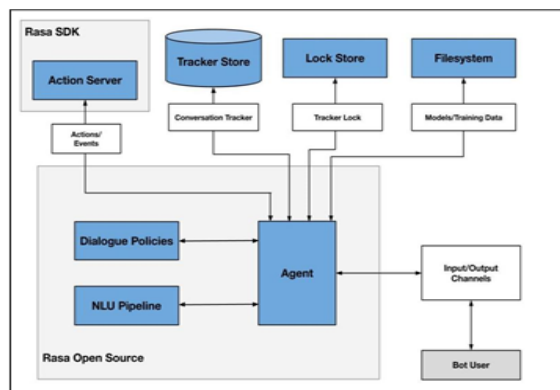 Rasa SDK
Action Server
Tracker Store
Lock Store
Filesystem
Actions/
Events
Conversation Tracker
Tracker Lock
Models/Training Data
Dialogue Policies
Agent
NLU Pipeline
Input/Output
Channels
Rasa Open Source
Bot User